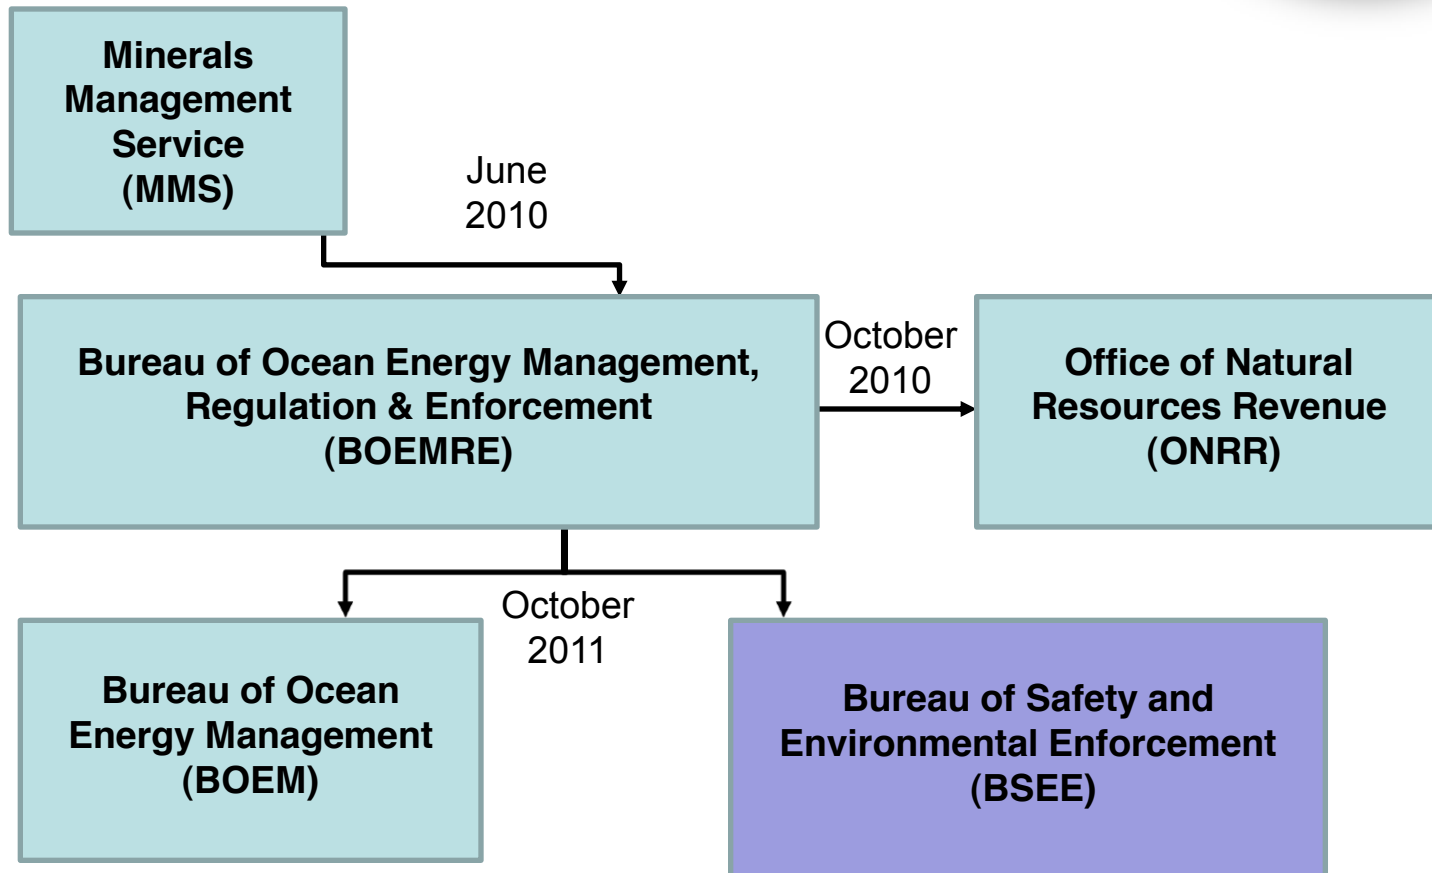 Minerals
Management
Service
(MMS)
June
2010
Bureau of Ocean Energy Management,
Regulation & Enforcement
(BOEMRE)
October
2010
Office of Natural
Resources Revenue
(ONRR)
October
2011
Bureau of Ocean
Energy Management
(BOEM)
Bureau of Safety and
Environmental Enforcement
(BSEE)